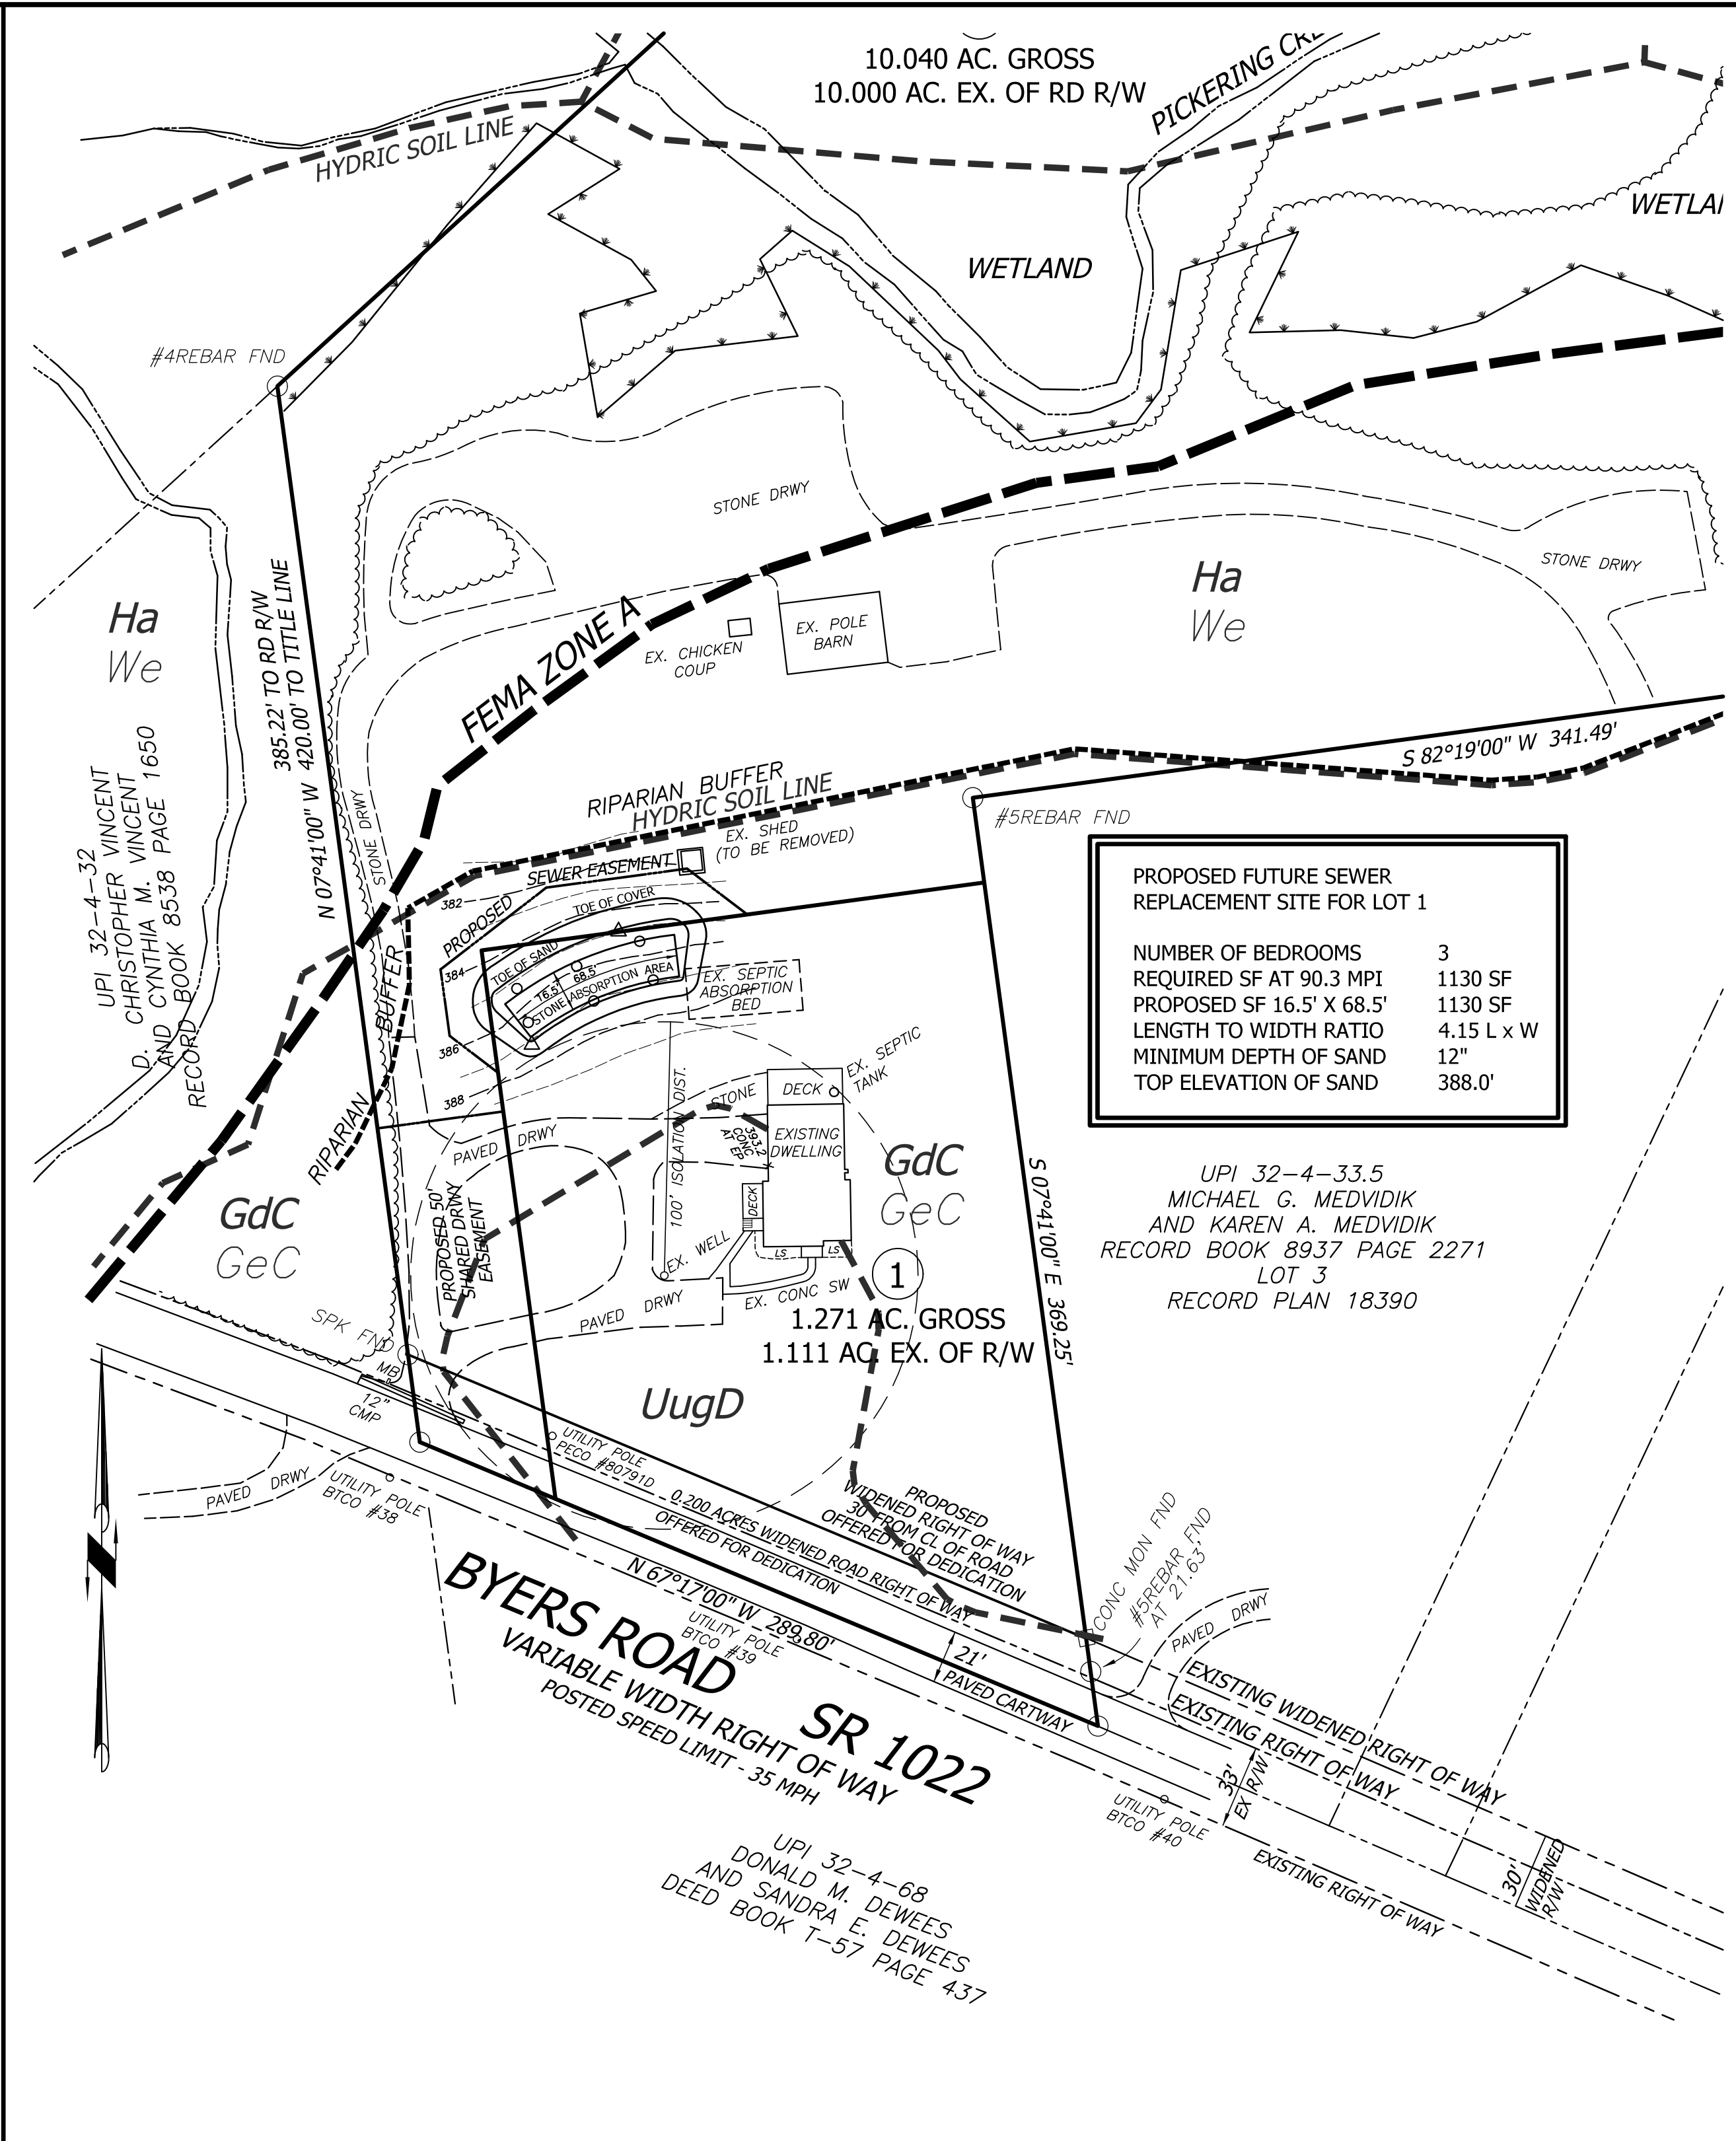 10.040 AC. GROSS
10.000 AC. EX. OF RD R/W
PICKERING
HYDRIC SOIL LINE
WETLAND
#4REBAR FND
STONE DRWY
STONE DRWY
Ha
We
Ha
We
385.22' TO RD R/W
N 07°41'00" W 420.00' TO TITLE LINE
FEMA ZONE A
EX. CHICKEN
COUP
EX. POLE
BARN
UPI 32-4-32
D. CHRISTOPHER VINCENT
AND CYNTHIA M. VINCENT
RECORD BOOK 8538 PAGE 1650
STONE DRWY
RIPARIAN BUFFER
HYDRIC SOIL LINE
S 82°19'00" W 341.49'
#5REBAR FND
EX. SHED
(TO BE REMOVED)
PROPOSED SEWER EASEMENT
382
384
386
388
TOE OF COVER
TOE OF SAND
16.5'
68.5'
STONE ABSORPTION AREA
EX. SEPTIC
ABSORPTION
BED
PROPOSED FUTURE SEWER
REPLACEMENT SITE FOR LOT 1
NUMBER OF BEDROOMS 3
REQUIRED SF AT 90.3 MPI 1130 SF
PROPOSED SF 16.5' X 68.5' 1130 SF
LENGTH TO WIDTH RATIO 4.15 L x W
MINIMUM DEPTH OF SAND 12"
TOP ELEVATION OF SAND 388.0'
RIPARIAN BUFFER
STONE
DECK
EX. SEPTIC
TANK
PAVED DRWY
100' ISOLATION DIST.
393.2
CONC
AT EP
EXISTING
DWELLING
DECK
GdC
GeC
GdC
GeC
PROPOSED 50'
SHARED DRWY
EASEMENT
EX. WELL
LS
LS
EX. CONC SW
PAVED DRWY
1
1.271 AC. GROSS
1.111 AC. EX. OF R/W
S 07°41'00" E 369.25'
UPI 32-4-33.5
MICHAEL G. MEDVIDIK
AND KAREN A. MEDVIDIK
RECORD BOOK 8937 PAGE 2271
LOT 3
RECORD PLAN 18390
SPK FND
MB
12"
CMP
UugD
UTILITY POLE
PECO #80791D
PAVED DRWY
UTILITY POLE
BTCO #38
0.200 ACRES WIDENED ROAD RIGHT OF WAY
OFFERED FOR DEDICATION
PROPOSED
WIDENED RIGHT OF WAY
30' FROM CL OF ROAD
OFFERED FOR DEDICATION
CONC MON FND
#5REBAR FND
AT 21.63'
PAVED DRWY
N 67°17'00" W 289.80'
UTILITY POLE
BTCO #39
BYERS ROAD SR 1022
VARIABLE WIDTH RIGHT OF WAY
POSTED SPEED LIMIT - 35 MPH
21'
PAVED CARTWAY
EXISTING WIDENED RIGHT OF WAY
EXISTING RIGHT OF WAY
33'
EX R/W
UTILITY POLE
BTCO #40
EXISTING RIGHT OF WAY
30'
WIDENED
R/W
UPI 32-4-68
DONALD M. DEWEES
AND SANDRA E. DEWEES
DEED BOOK T-57 PAGE 437